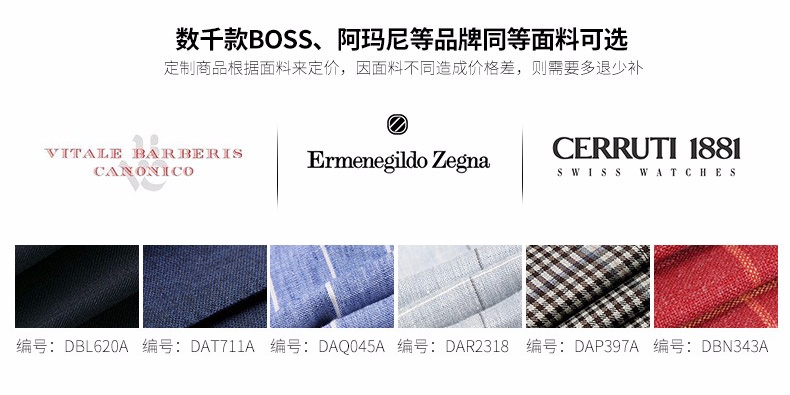 数千款BOSS、阿玛尼等品牌同等面料可选
定制商品根据面料来定价，因面料不同造成价格差，则需要多退少补
VITALE BARBERIS
CANONICO
Ermenegildo Zegna
CERRUTI 1881
SWISS WATCHES
编号：DBL620A
编号：DAT711A
编号：DAQ045A
编号：DAR2318
编号：DAP397A
编号：DBN343A